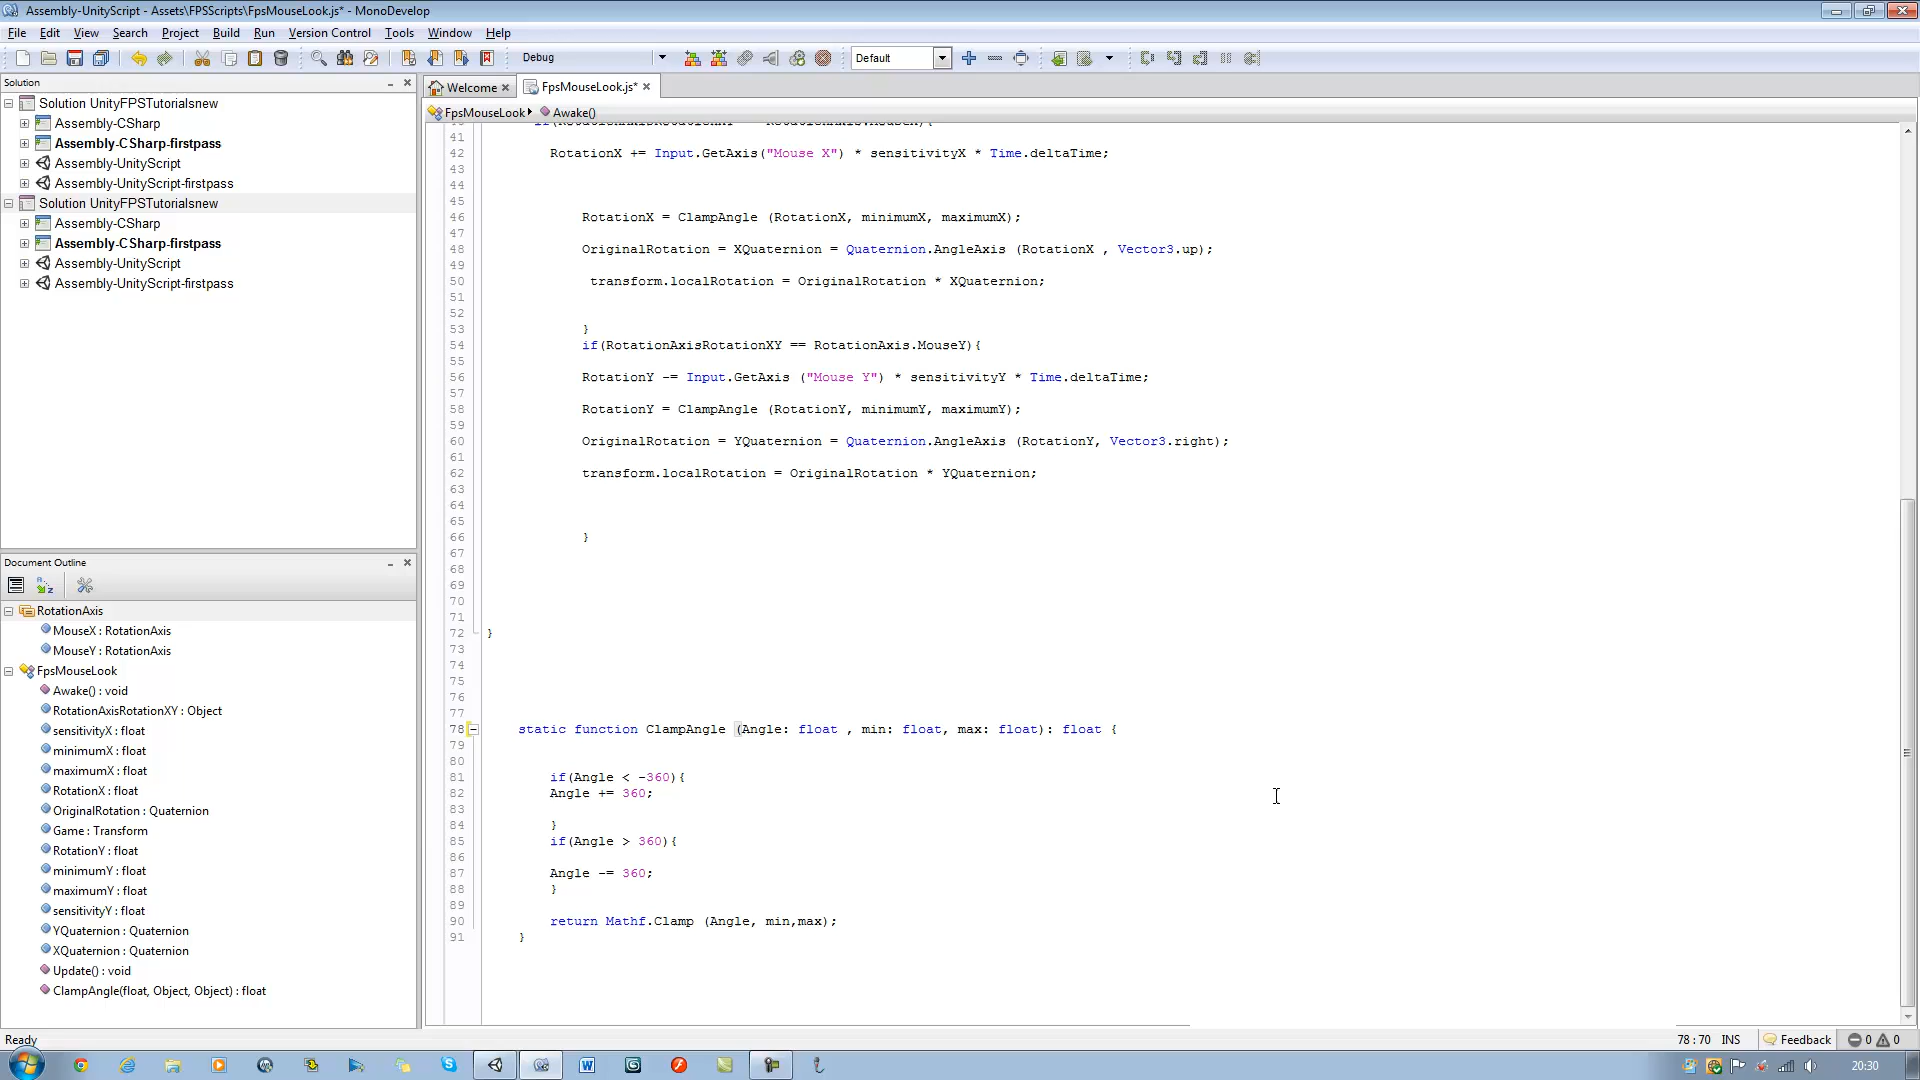 Assembly-UnityScript - Assets\FPSScripts\FpsMouseLook.js* - MonoDevelop
File Edit View Search Project Build Run Version Control Tools Window Help
Debug Default
Solution
Welcome FpsMouseLook.js*
FpsMouseLook Awake()
Solution UnityFPSTutorialsnew
Assembly-CSharp
Assembly-CSharp-firstpass
Assembly-UnityScript
Assembly-UnityScript-firstpass
Solution UnityFPSTutorialsnew
Assembly-CSharp
Assembly-CSharp-firstpass
Assembly-UnityScript
Assembly-UnityScript-firstpass
Document Outline
RotationAxis
MouseX : RotationAxis
MouseY : RotationAxis
FpsMouseLook
Awake() : void
RotationAxisRotationXY : Object
sensitivityX : float
minimumX : float
maximumX : float
RotationX : float
OriginalRotation : Quaternion
Game : Transform
RotationY : float
minimumY : float
maximumY : float
sensitivityY : float
YQuaternion : Quaternion
XQuaternion : Quaternion
Update() : void
ClampAngle(float, Object, Object) : float
41
42 RotationX += Input.GetAxis("Mouse X") * sensitivityX * Time.deltaTime;
43
44
45
46 RotationX = ClampAngle (RotationX, minimumX, maximumX);
47
48 OriginalRotation = XQuaternion = Quaternion.AngleAxis (RotationX , Vector3.up);
49
50 transform.localRotation = OriginalRotation * XQuaternion;
51
52
53 }
54 if(RotationAxisRotationXY == RotationAxis.MouseY){
55
56 RotationY -= Input.GetAxis ("Mouse Y") * sensitivityY * Time.deltaTime;
57
58 RotationY = ClampAngle (RotationY, minimumY, maximumY);
59
60 OriginalRotation = YQuaternion = Quaternion.AngleAxis (RotationY, Vector3.right);
61
62 transform.localRotation = OriginalRotation * YQuaternion;
63
64
65
66 }
67
68
69
70
71
72 }
73
74
75
76
77
78 static function ClampAngle (Angle: float , min: float, max: float): float {
79
80
81 if(Angle < -360){
82 Angle += 360;
83
84 }
85 if(Angle > 360){
86
87 Angle -= 360;
88 }
89
90 return Mathf.Clamp (Angle, min,max);
91 }
Ready 78 : 70 INS Feedback 0 0
20:30